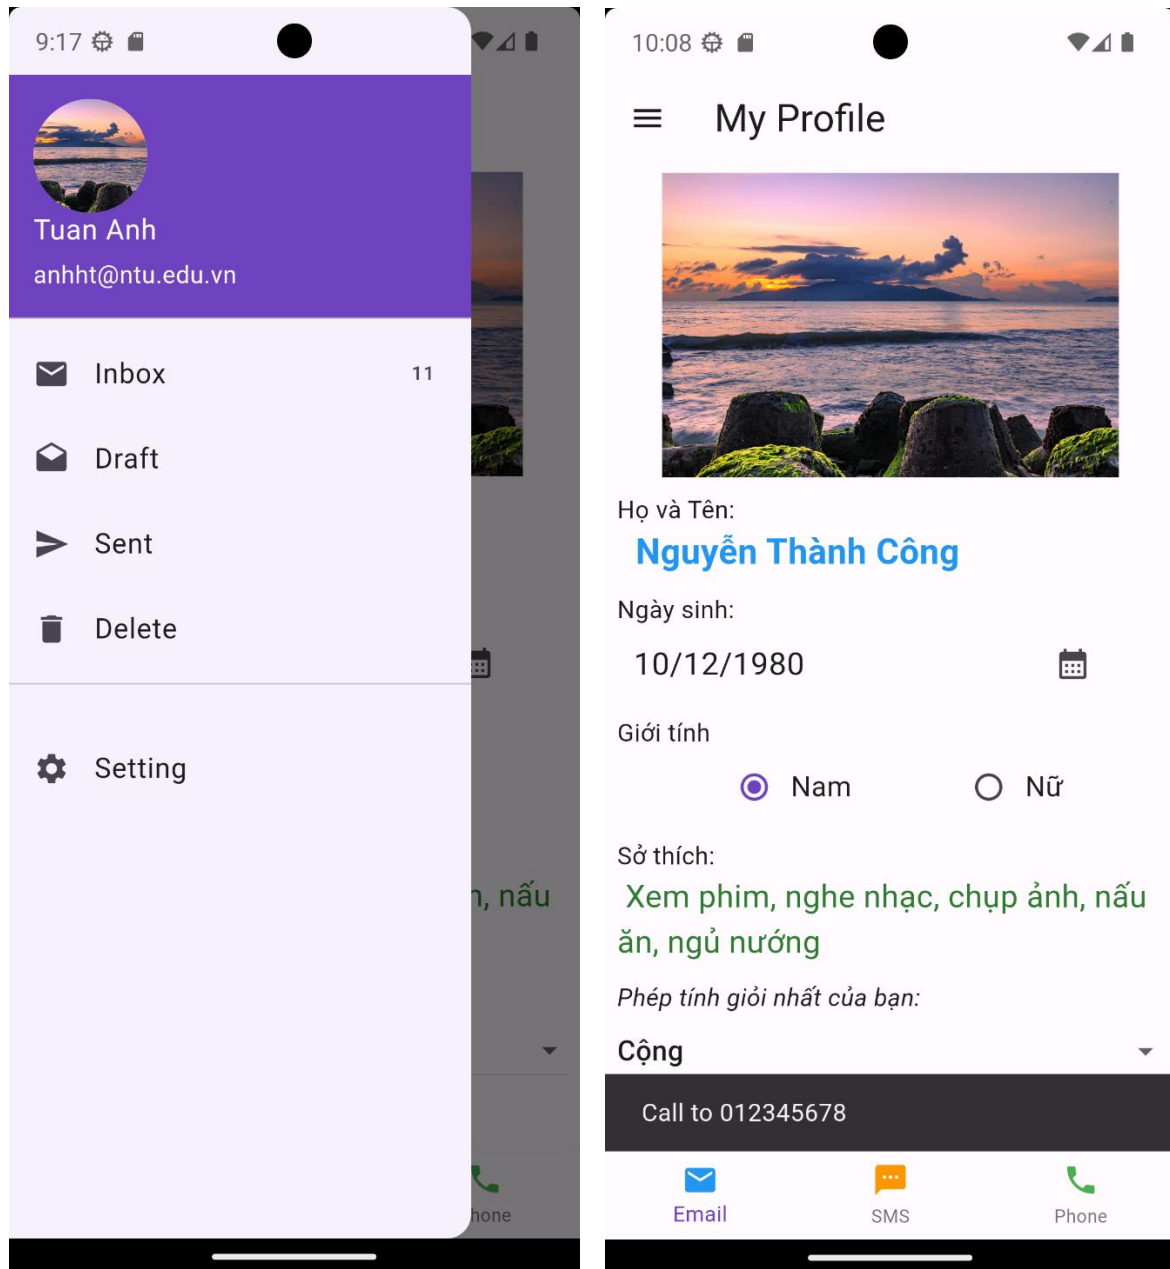 9:17
Tuan Anh
anhht@ntu.edu.vn
Inbox 11
Draft
Sent
Delete
Setting
n, nấu
hone
10:08
My Profile
Họ và Tên:
Nguyễn Thành Công
Ngày sinh:
10/12/1980
Giới tính
Nam Nữ
Sở thích:
Xem phim, nghe nhạc, chụp ảnh, nấu
ăn, ngủ nướng
Phép tính giỏi nhất của bạn:
Cộng
Call to 012345678
Email SMS Phone